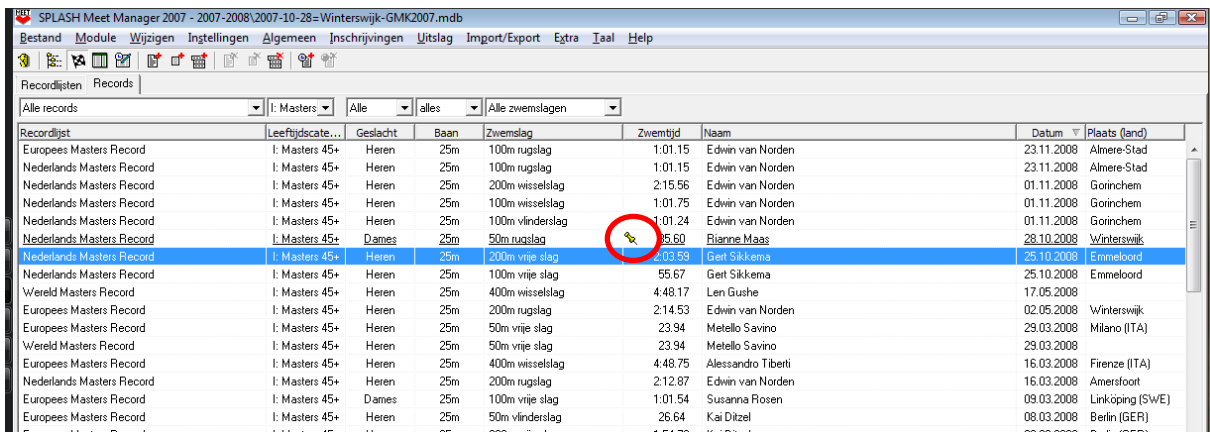 SPLASH Meet Manager 2007 - 2007-2008\2007-10-28=Winterswijk-GMK2007.mdb
Bestand Module Wijzigen Instellingen Algemeen Inschrijvingen Uitslag Import/Export Extra Taal Help
Recordlijsten Records
Alle records I: Masters Alle alles Alle zwemslagen
Recordlijst Leeftijdscate... Geslacht Baan Zwemslag Zwemtijd Naam Datum Plaats (land)
Europees Masters Record I: Masters 45+ Heren 25m 100m rugslag 1:01.15 Edwin van Norden 23.11.2008 Almere-Stad
Nederlands Masters Record I: Masters 45+ Heren 25m 100m rugslag 1:01.15 Edwin van Norden 23.11.2008 Almere-Stad
Nederlands Masters Record I: Masters 45+ Heren 25m 200m wisselslag 2:15.56 Edwin van Norden 01.11.2008 Gorinchem
Nederlands Masters Record I: Masters 45+ Heren 25m 100m wisselslag 1:01.75 Edwin van Norden 01.11.2008 Gorinchem
Nederlands Masters Record I: Masters 45+ Heren 25m 100m vlinderslag 1:01.24 Edwin van Norden 01.11.2008 Gorinchem
Nederlands Masters Record I: Masters 45+ Dames 25m 50m rugslag 35.60 Rianne Maas 28.10.2008 Winterswijk
Nederlands Masters Record I: Masters 45+ Heren 25m 200m vrije slag 2:03.59 Gert Sikkema 25.10.2008 Emmeloord
Nederlands Masters Record I: Masters 45+ Heren 25m 100m vrije slag 55.67 Gert Sikkema 25.10.2008 Emmeloord
Wereld Masters Record I: Masters 45+ Heren 25m 400m wisselslag 4:48.17 Len Gushe 17.05.2008
Europees Masters Record I: Masters 45+ Heren 25m 200m rugslag 2:14.53 Edwin van Norden 02.05.2008 Winterswijk
Europees Masters Record I: Masters 45+ Heren 25m 50m vrije slag 23.94 Metello Savino 29.03.2008 Milano (ITA)
Wereld Masters Record I: Masters 45+ Heren 25m 50m vrije slag 23.94 Metello Savino 29.03.2008
Europees Masters Record I: Masters 45+ Heren 25m 400m wisselslag 4:48.75 Alessandro Tiberti 16.03.2008 Firenze (ITA)
Nederlands Masters Record I: Masters 45+ Heren 25m 200m rugslag 2:12.87 Edwin van Norden 16.03.2008 Amersfoort
Europees Masters Record I: Masters 45+ Dames 25m 100m vrije slag 1:01.54 Susanna Rosen 09.03.2008 Linköping (SWE)
Europees Masters Record I: Masters 45+ Heren 25m 50m vlinderslag 26.64 Kai Ditzel 08.03.2008 Berlin (GER)